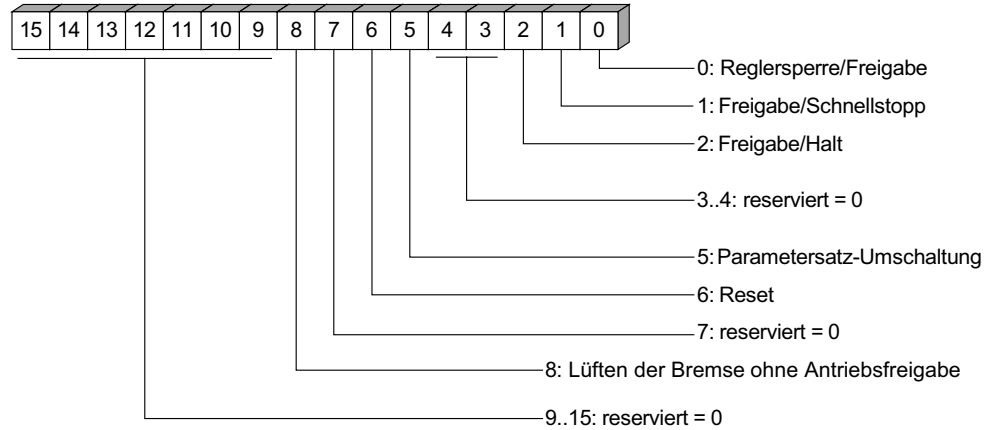 15 14 13 12 11 10 9 8 7 6 5 4 3 2 1 0
0: Reglersperre/Freigabe
1: Freigabe/Schnellstopp
2: Freigabe/Halt
3..4: reserviert = 0
5: Parametersatz-Umschaltung
6: Reset
7: reserviert = 0
8: Lüften der Bremse ohne Antriebsfreigabe
9..15: reserviert = 0